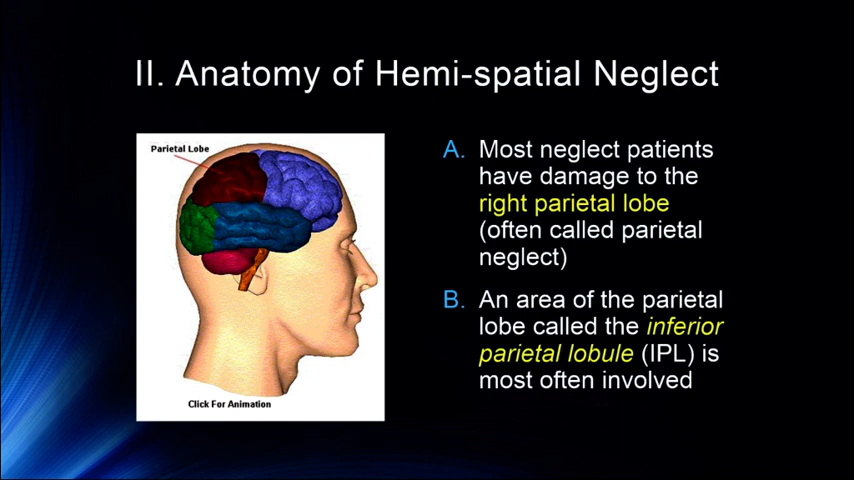 II. Anatomy of Hemi-spatial Neglect
Parietal Lobe
Click For Animation
A. Most neglect patients
have damage to the
right parietal lobe
(often called parietal
neglect)
B. An area of the parietal
lobe called the inferior
parietal lobule (IPL) is
most often involved